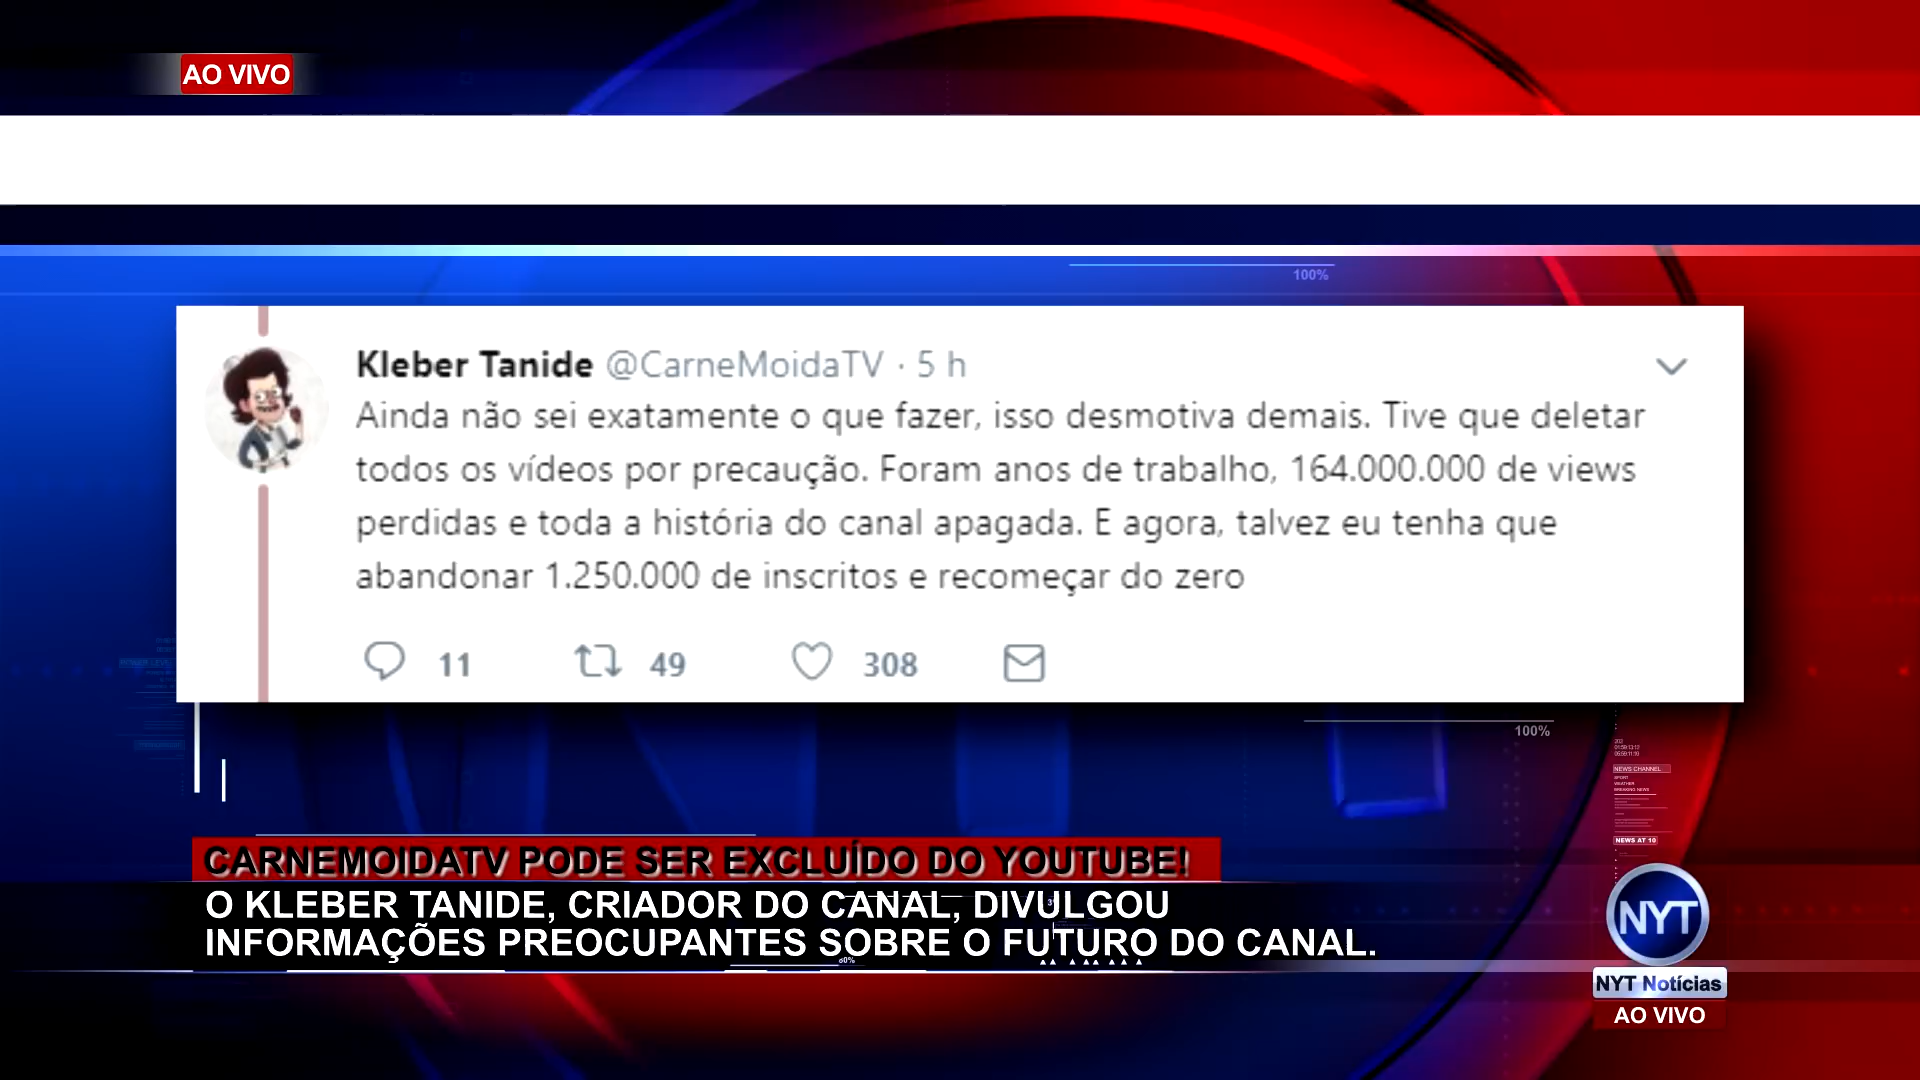 AO VIVO
100%
Kleber Tanide @CarneMoidaTV · 5 h
Ainda não sei exatamente o que fazer, isso desmotiva demais. Tive que deletar
todos os vídeos por precaução. Foram anos de trabalho, 164.000.000 de views
perdidas e toda a história do canal apagada. E agora, talvez eu tenha que
abandonar 1.250.000 de inscritos e recomeçar do zero
11 49 308
100%
NEWS CHANNEL
SPORT
WEATHER
BREAKING NEWS
NEWS AT 10
CARNEMOIDATV PODE SER EXCLUÍDO DO YOUTUBE!
O KLEBER TANIDE, CRIADOR DO CANAL, DIVULGOU
INFORMAÇÕES PREOCUPANTES SOBRE O FUTURO DO CANAL.
NYT
NYT Notícias
AO VIVO